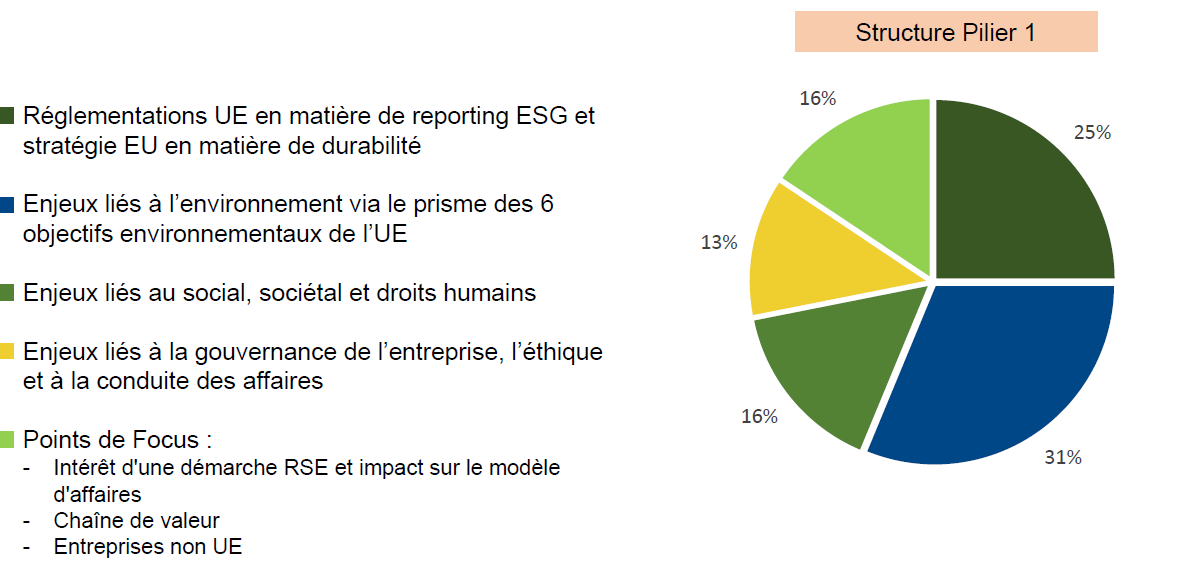 Structure Pilier 1
Réglementations UE en matière de reporting ESG et
stratégie EU en matière de durabilité
Enjeux liés à l’environnement via le prisme des 6
objectifs environnementaux de l’UE
Enjeux liés au social, sociétal et droits humains
Enjeux liés à la gouvernance de l’entreprise, l’éthique
et à la conduite des affaires
Points de Focus :
- Intérêt d'une démarche RSE et impact sur le modèle
d'affaires
- Chaîne de valeur
- Entreprises non UE
16%
25%
13%
16%
31%